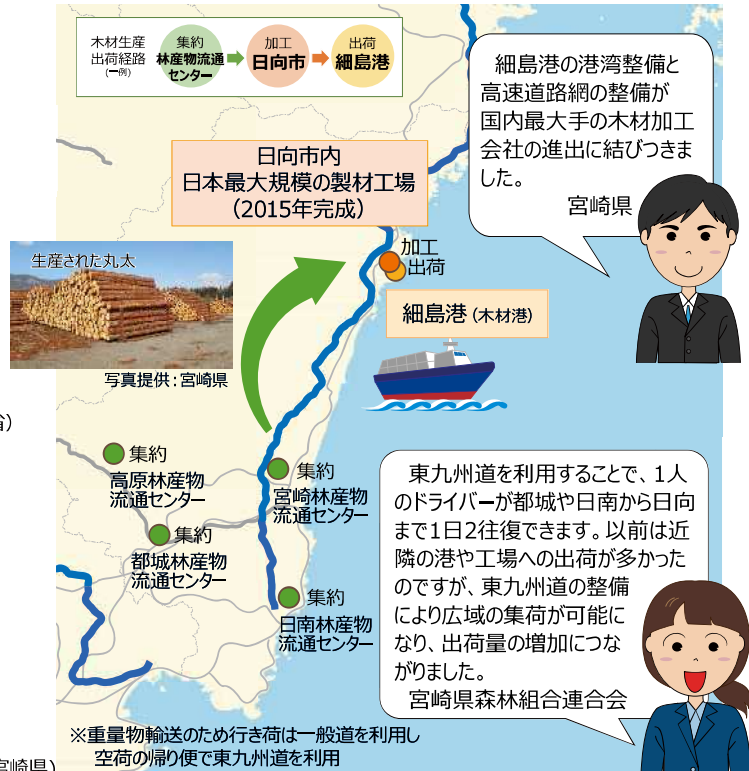 木材生産
出荷経路
(一例)
集約
林産物流通
センター
加工
日向市
出荷
細島港
細島港の港湾整備と
高速道路網の整備が
国内最大手の木材加工
会社の進出に結びつきま
した。
宮崎県
日向市内
日本最大規模の製材工場
（2015年完成）
生産された丸太
写真提供：宮崎県
加工
出荷
細島港（木材港）
省）
集約
高原林産物
流通センター
集約
宮崎林産物
流通センター
集約
都城林産物
流通センター
集約
日南林産物
流通センター
東九州道を利用することで、1人
のドライバーが都城や日南から日向
まで1日2往復できます。以前は近
隣の港や工場への出荷が多かった
のですが、東九州道の整備
により広域の集荷が可能に
なり、出荷量の増加につな
がりました。
宮崎県森林組合連合会
※重量物輸送のため行き荷は一般道を利用し
空荷の帰り便で東九州道を利用
宮崎県）